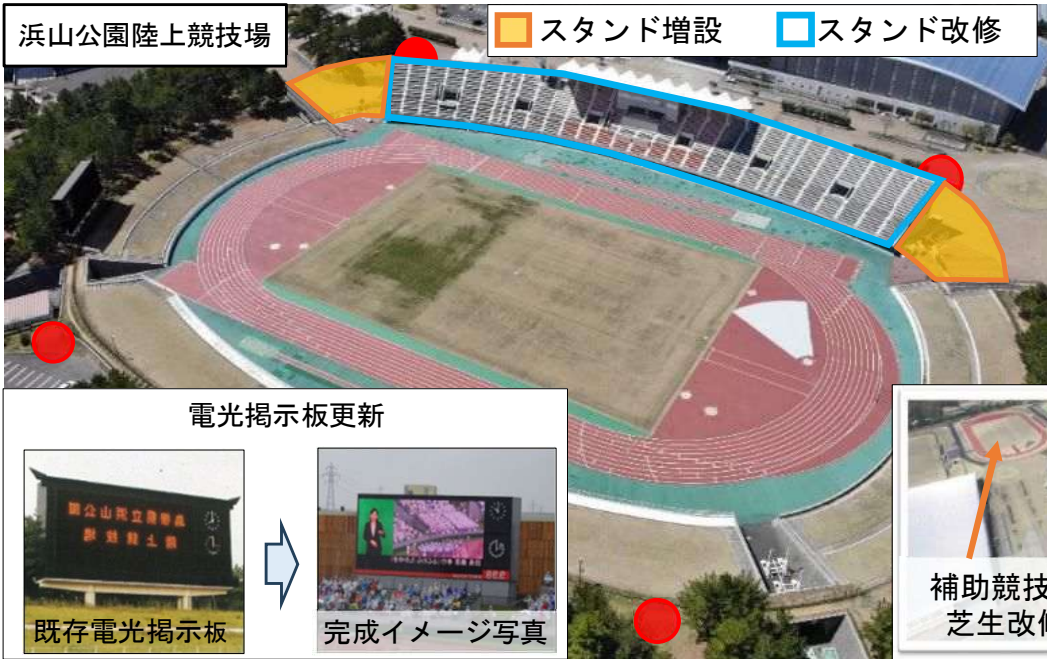 浜山公園陸上競技場
スタンド増設 スタンド改修
電光掲示板更新
既存電光掲示板
完成イメージ写真
補助競技
芝生改修